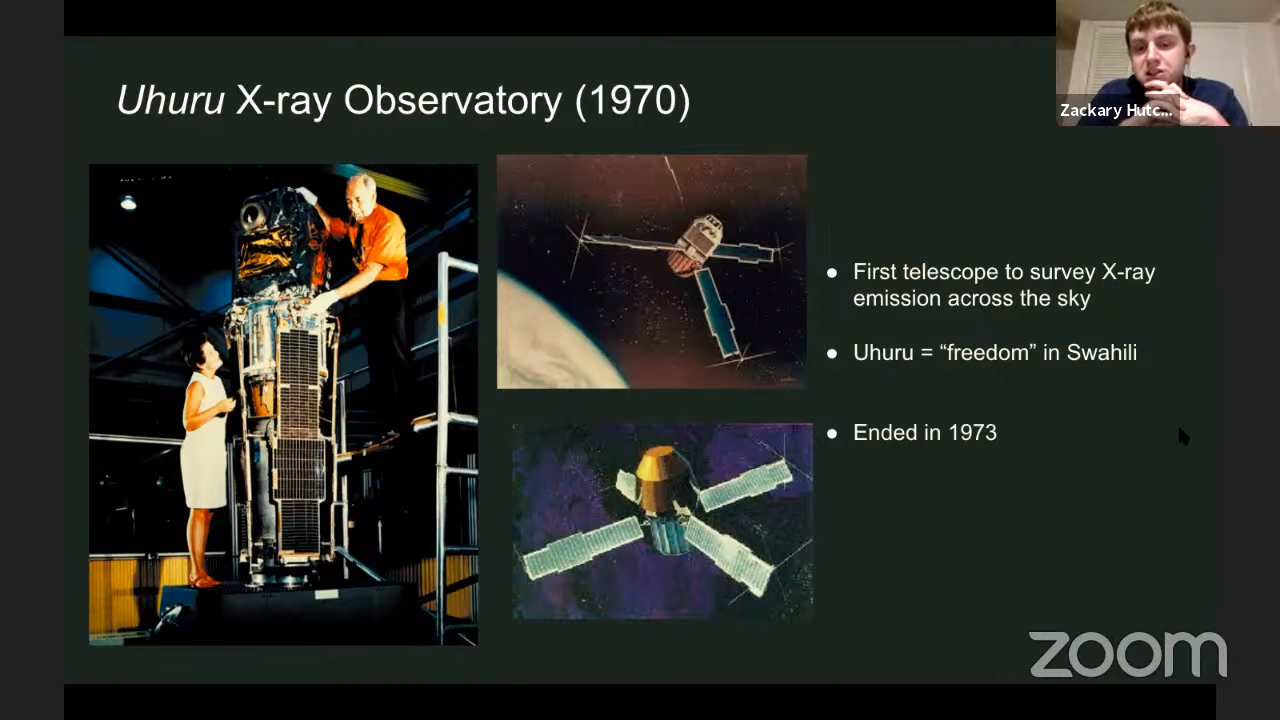 Uhuru X-ray Observatory (1970)
Zackary Hutc...
● First telescope to survey X-ray
emission across the sky
● Uhuru = “freedom” in Swahili
● Ended in 1973
zoom